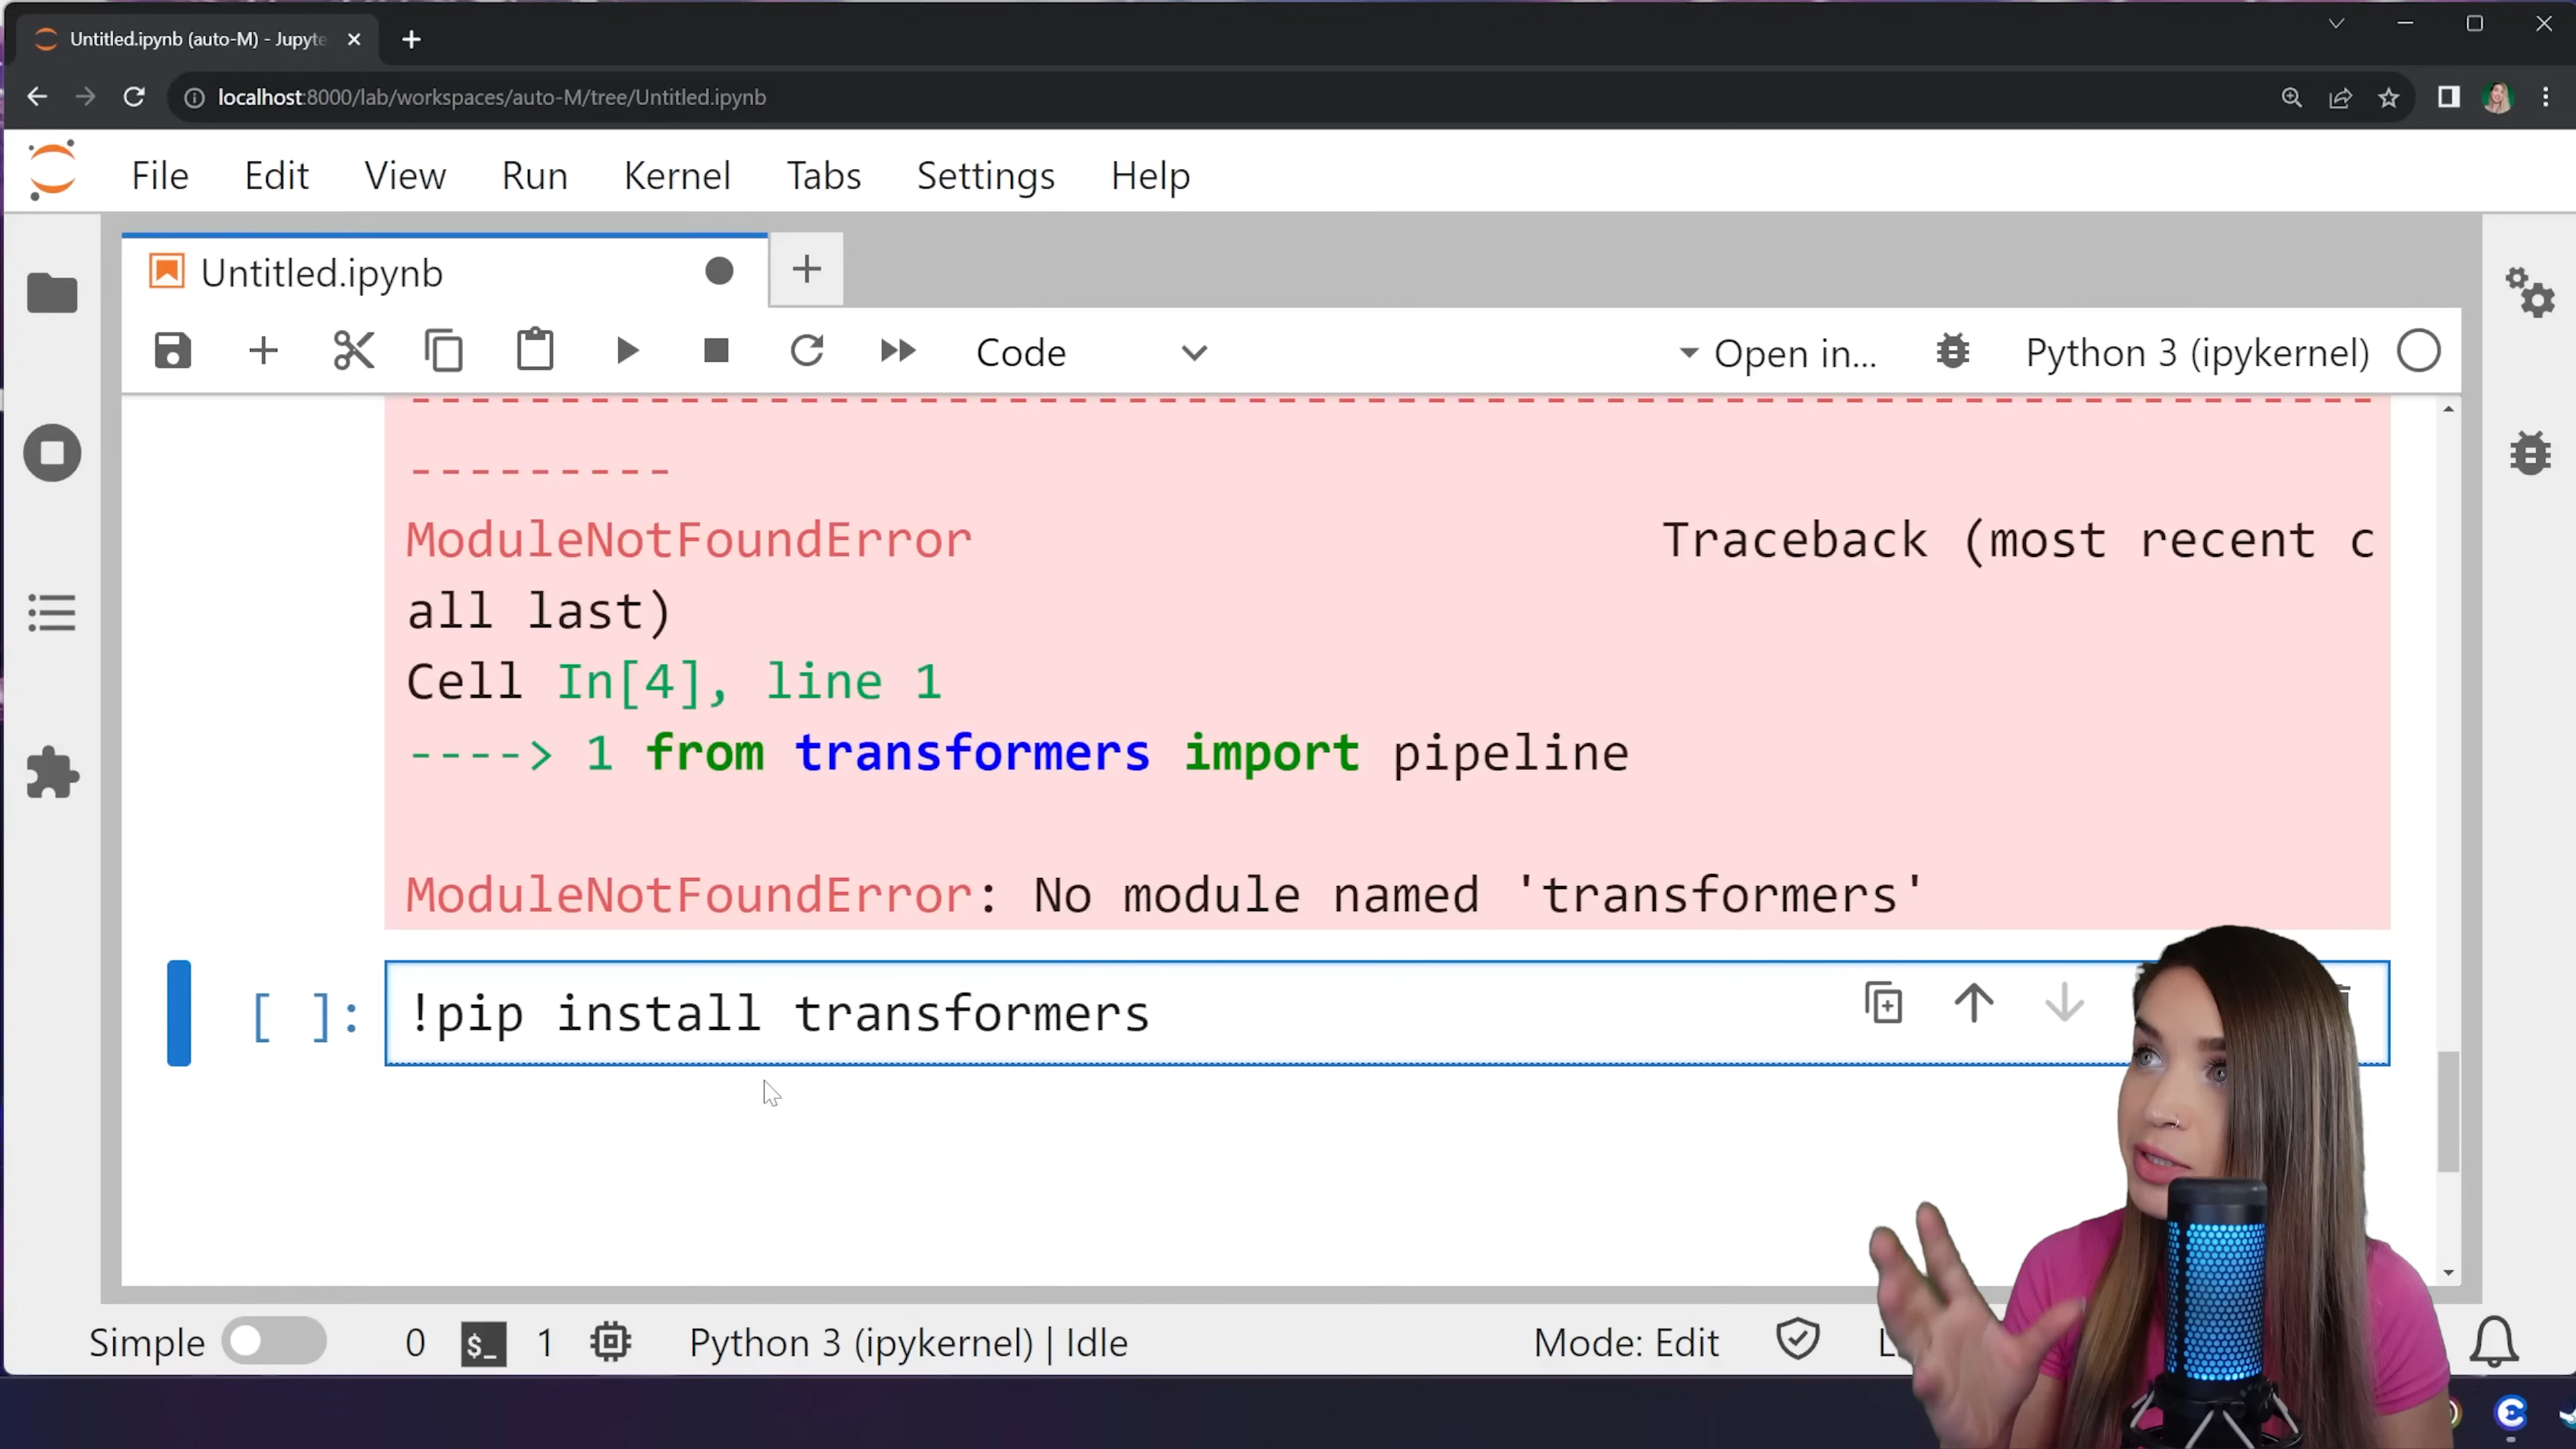 Untitled.ipynb (auto-M) - Jupyte
localhost:8000/lab/workspaces/auto-M/tree/Untitled.ipynb
File Edit View Run Kernel Tabs Settings Help
Untitled.ipynb
Code Open in... Python 3 (ipykernel)
--------------------------------------------------------------------------
---------
ModuleNotFoundError Traceback (most recent c
all last)
Cell In[4], line 1
----> 1 from transformers import pipeline
ModuleNotFoundError: No module named 'transformers'
[ ]: !pip install transformers
Simple 0 $_ 1 Python 3 (ipykernel) | Idle Mode: Edit